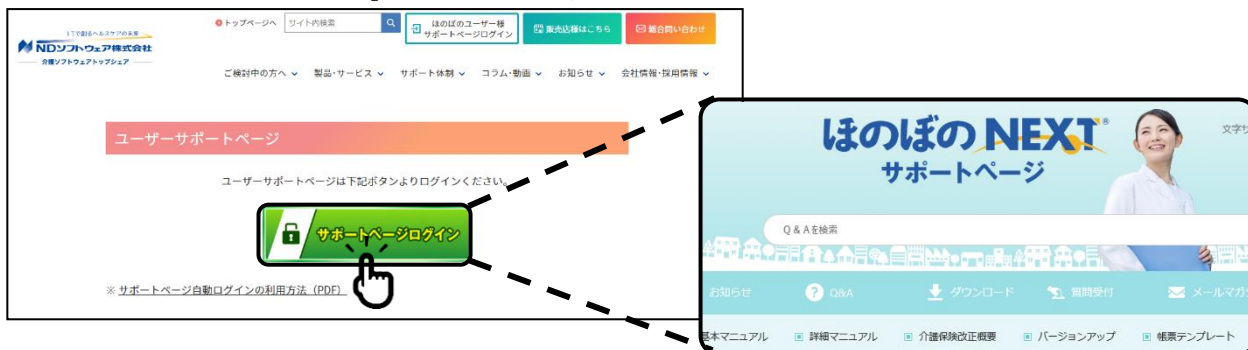 トップページへ
サイト内検索
ほのぼのユーザー様
サポートページログイン
販売店様はこちら
総合問い合わせ
ITで創るヘルスケアの未来
NDソフトウェア株式会社
介護ソフトウェアトップシェア
ご検討中の方へ 製品・サービス サポート体制 コラム・動画 お知らせ 会社情報・採用情報
ユーザーサポートページ
ユーザーサポートページは下記ボタンよりログインください。
サポートページログイン
※ サポートページ自動ログインの利用方法（PDF）
ほのぼのNEXT®
サポートページ
文字サ
Q & Aを検索
お知らせ Q&A ダウンロード 質問受付 メールマガ
基本マニュアル 詳細マニュアル 介護保険改正概要 バージョンアップ 帳票テンプレート